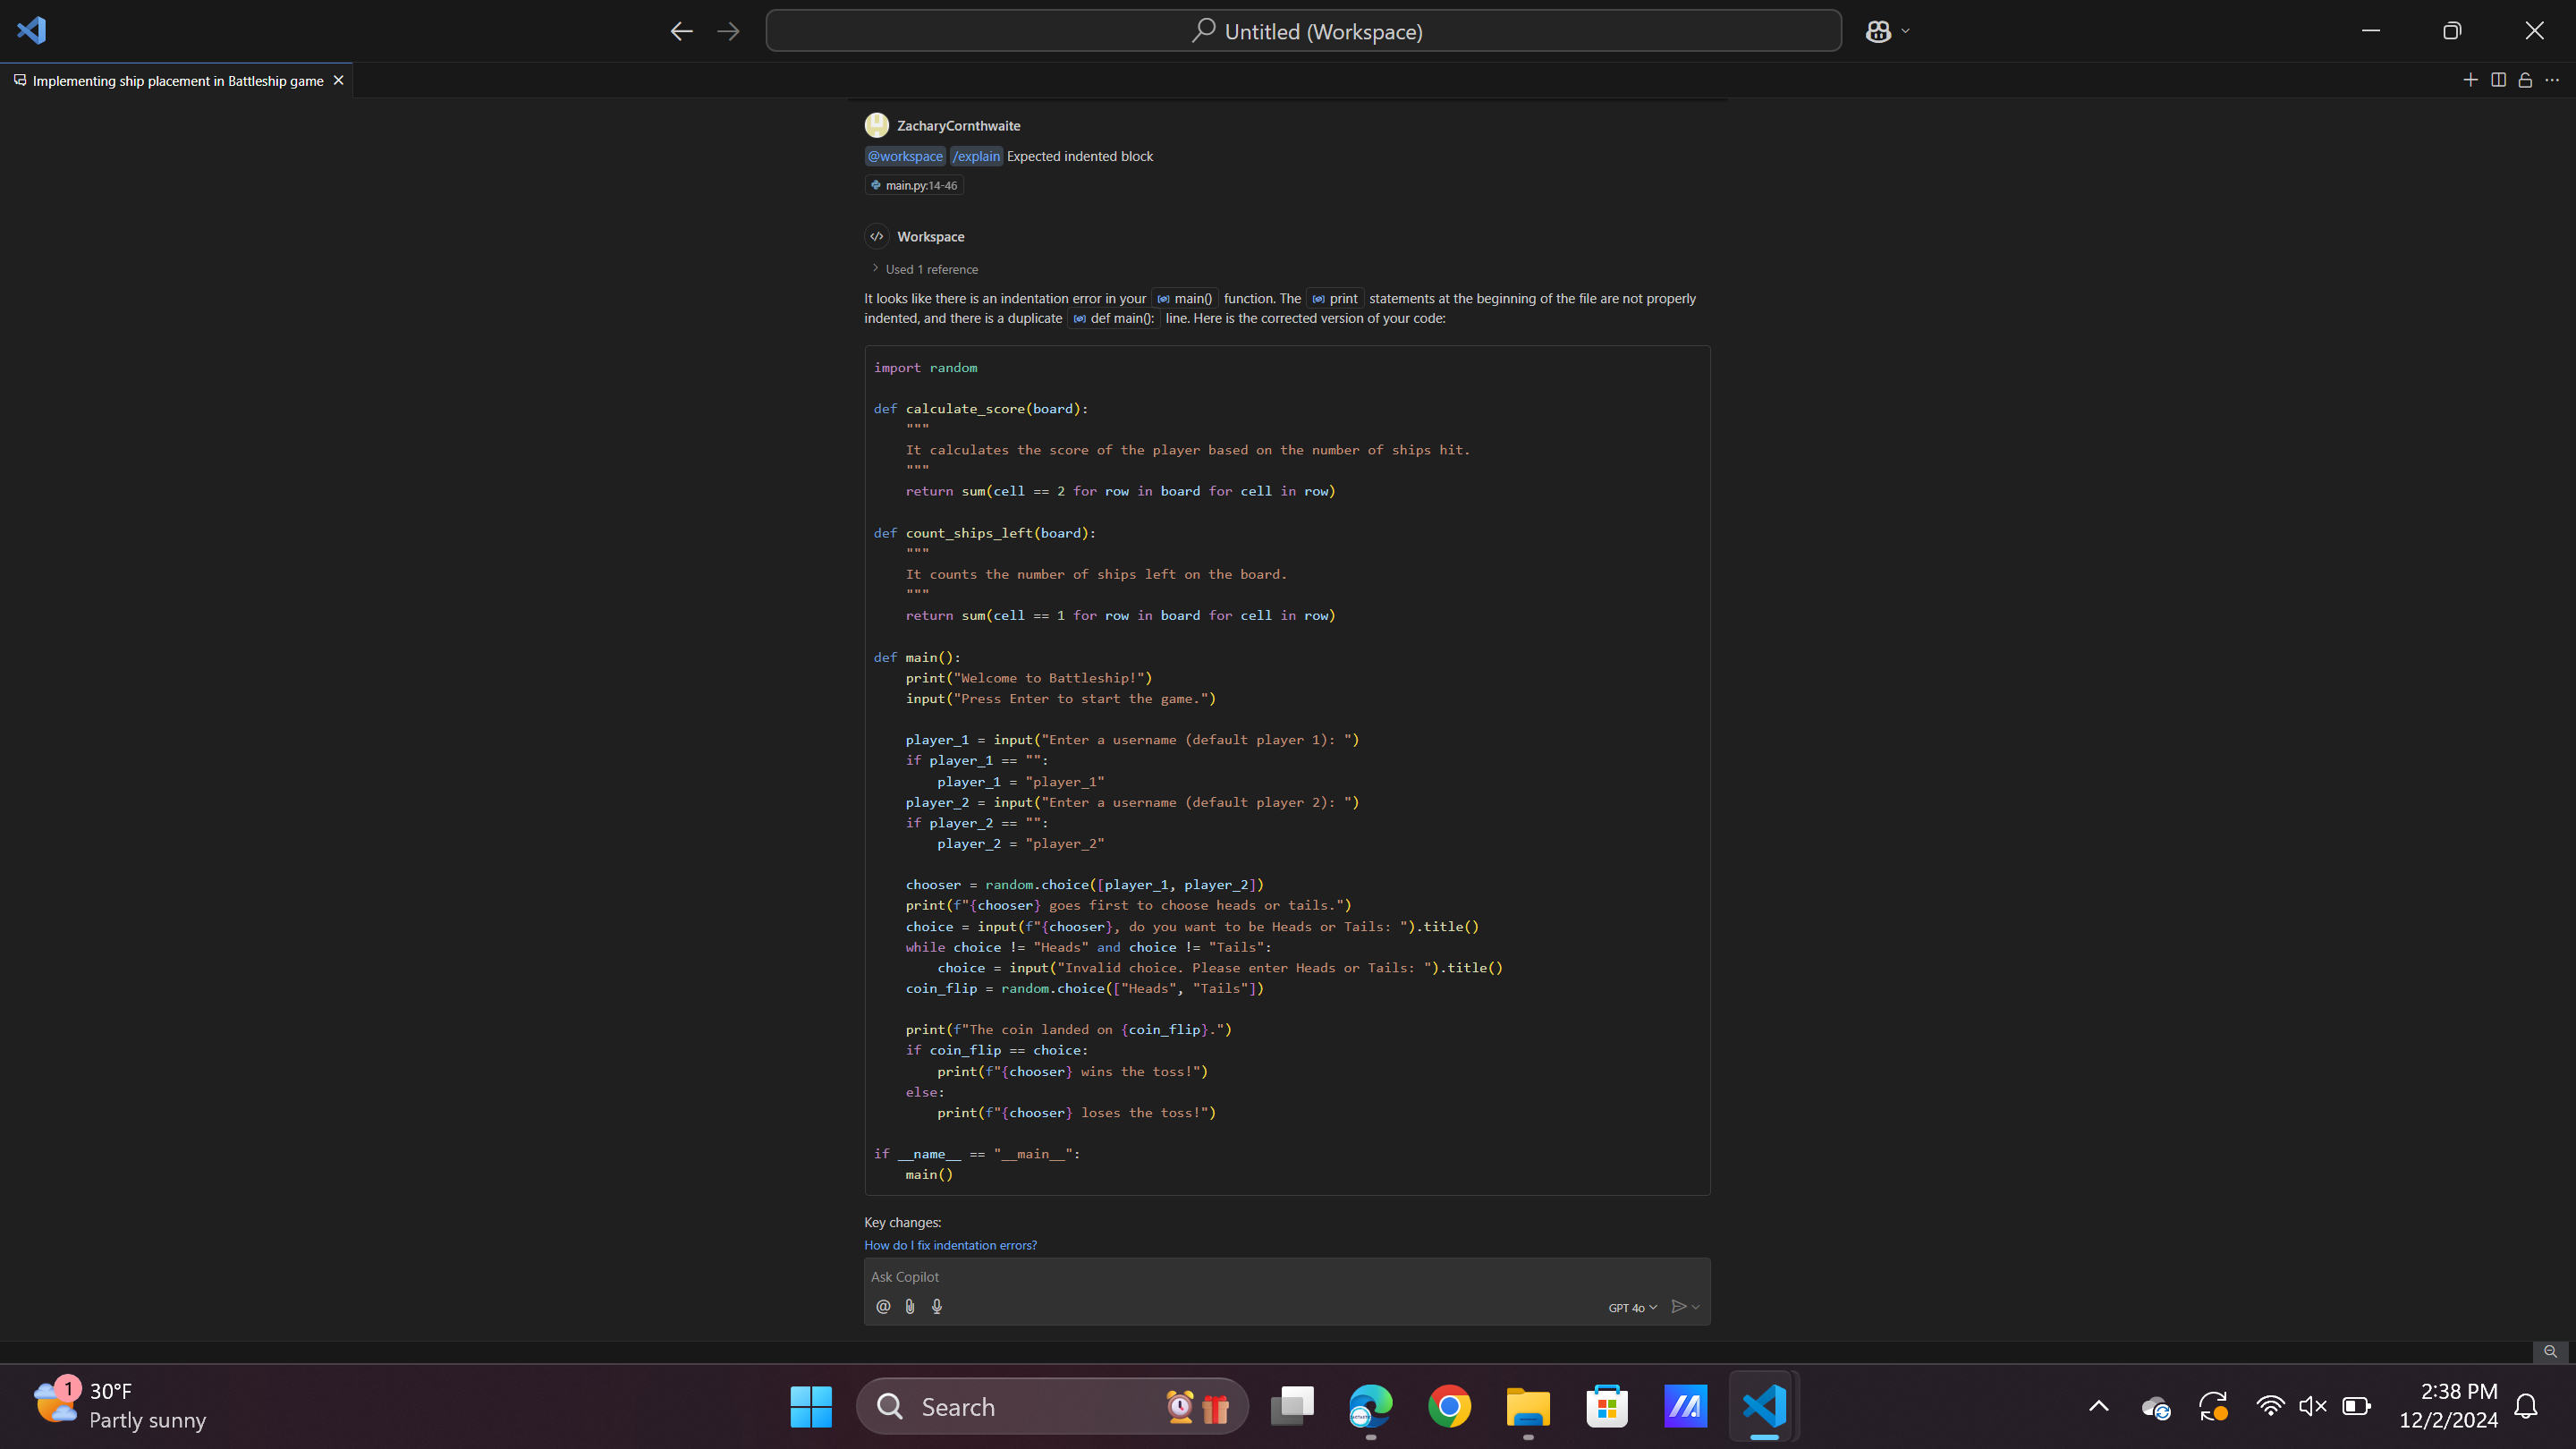 Untitled (Workspace)
Implementing ship placement in Battleship game
ZacharyCornthwaite
@workspace /explain Expected indented block
main.py:14-46
Workspace
Used 1 reference
It looks like there is an indentation error in your main() function. The print statements at the beginning of the file are not properly
indented, and there is a duplicate def main(): line. Here is the corrected version of your code:
import random
def calculate_score(board):
    """
    It calculates the score of the player based on the number of ships hit.
    """
    return sum(cell == 2 for row in board for cell in row)
def count_ships_left(board):
    """
    It counts the number of ships left on the board.
    """
    return sum(cell == 1 for row in board for cell in row)
def main():
    print("Welcome to Battleship!")
    input("Press Enter to start the game.")
    player_1 = input("Enter a username (default player 1): ")
    if player_1 == "":
        player_1 = "player_1"
    player_2 = input("Enter a username (default player 2): ")
    if player_2 == "":
        player_2 = "player_2"
    chooser = random.choice([player_1, player_2])
    print(f"{chooser} goes first to choose heads or tails.")
    choice = input(f"{chooser}, do you want to be Heads or Tails: ").title()
    while choice != "Heads" and choice != "Tails":
        choice = input("Invalid choice. Please enter Heads or Tails: ").title()
    coin_flip = random.choice(["Heads", "Tails"])
    print(f"The coin landed on {coin_flip}.")
    if coin_flip == choice:
        print(f"{chooser} wins the toss!")
    else:
        print(f"{chooser} loses the toss!")
if __name__ == "__main__":
    main()
Key changes:
How do I fix indentation errors?
Ask Copilot
GPT 4o
1
30°F
Partly sunny
Search
2:38 PM
12/2/2024